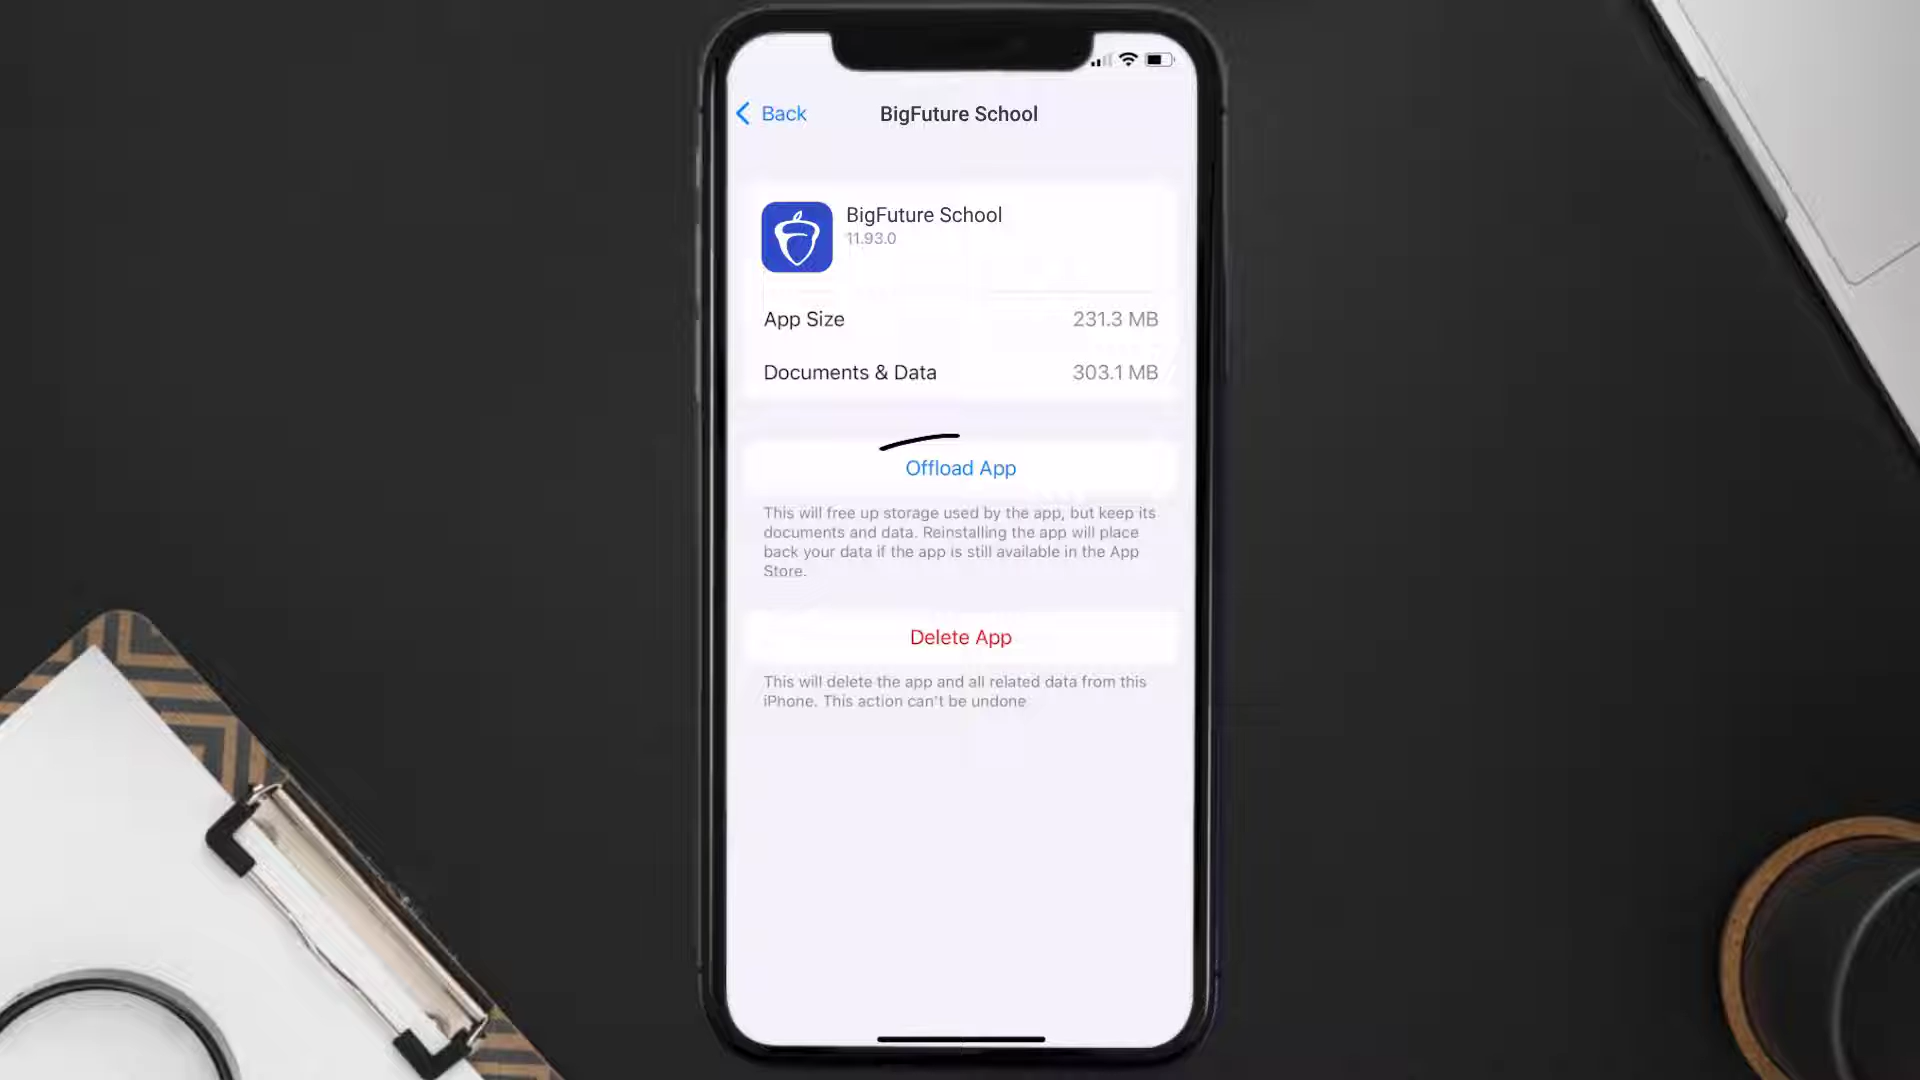 Back
BigFuture School
BigFuture School
11.93.0
App Size
231.3 MB
Documents & Data
303.1 MB
Offload App
This will free up storage used by the app, but keep its
documents and data. Reinstalling the app will place
back your data if the app is still available in the App
Store.
Delete App
This will delete the app and all related data from this
iPhone. This action can't be undone